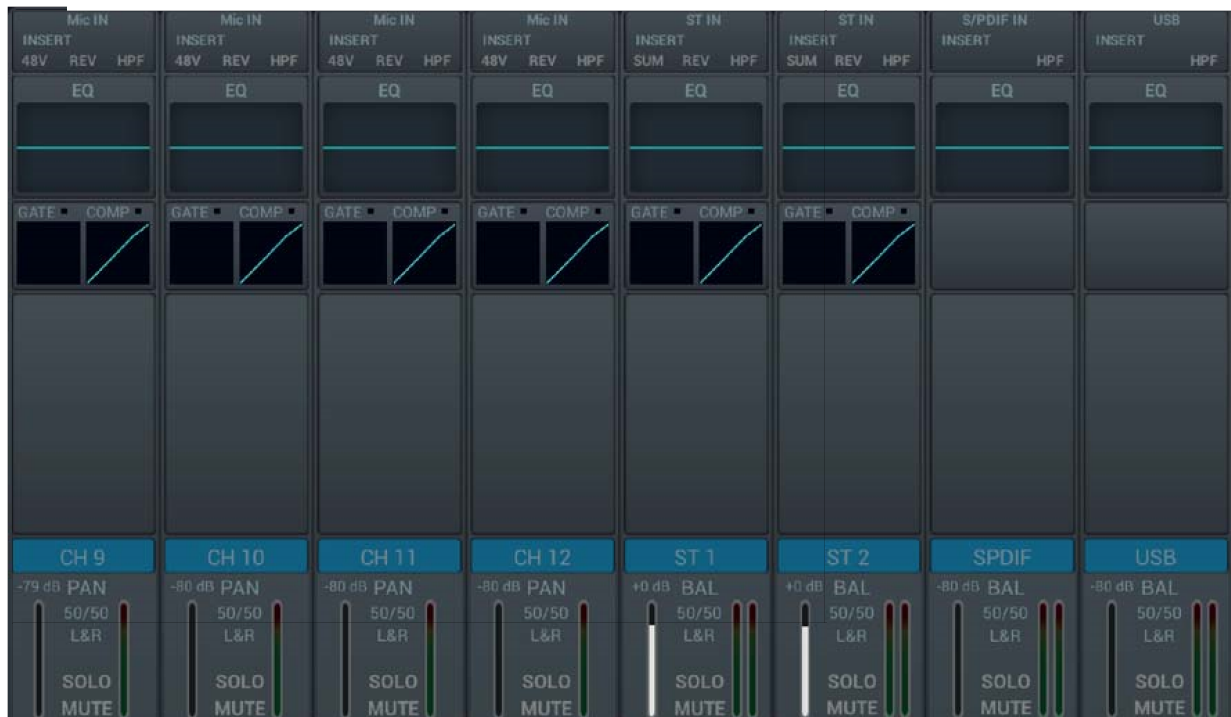 Mic IN Mic IN Mic IN Mic IN ST IN ST IN S/PDIF IN USB
INSERT INSERT INSERT INSERT INSERT INSERT INSERT INSERT
48V REV HPF 48V REV HPF 48V REV HPF 48V REV HPF SUM REV HPF SUM REV HPF HPF HPF
EQ EQ EQ EQ EQ EQ EQ EQ
GATE COMP GATE COMP GATE COMP GATE COMP GATE COMP GATE COMP
CH 9 CH 10 CH 11 CH 12 ST 1 ST 2 SPDIF USB
-79 dB PAN -80 dB PAN -80 dB PAN -80 dB PAN +0 dB BAL +0 dB BAL -80 dB BAL -80 dB BAL
50/50 50/50 50/50 50/50 50/50 50/50 50/50 50/50
L&R L&R L&R L&R L&R L&R L&R L&R
SOLO SOLO SOLO SOLO SOLO SOLO SOLO SOLO
MUTE MUTE MUTE MUTE MUTE MUTE MUTE MUTE